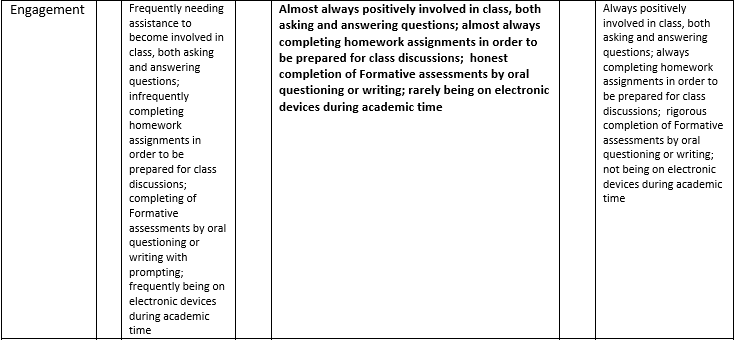 Engagement
Frequently needing
assistance to
become involved in
class, both asking
and answering
questions;
infrequently
completing
homework
assignments in
order to be
prepared for class
discussions;
completing of
Formative
assessments by oral
questioning or
writing with
prompting;
frequently being on
electronic devices
during academic
time
Almost always positively involved in class, both
asking and answering questions; almost always
completing homework assignments in order to
be prepared for class discussions;  honest
completion of Formative assessments by oral
questioning or writing; rarely being on electronic
devices during academic time
Always positively
involved in class, both
asking and answering
questions; always
completing homework
assignments in order to
be prepared for class
discussions;  rigorous
completion of Formative
assessments by oral
questioning or writing;
not being on electronic
devices during academic
time